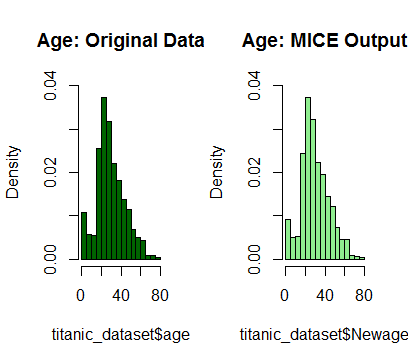 Age: Original Data
Age: MICE Output
Density
0.00
0.02
0.04
0
40
80
titanic_dataset$age
Density
0.00
0.02
0.04
0
40
80
titanic_dataset$Newage